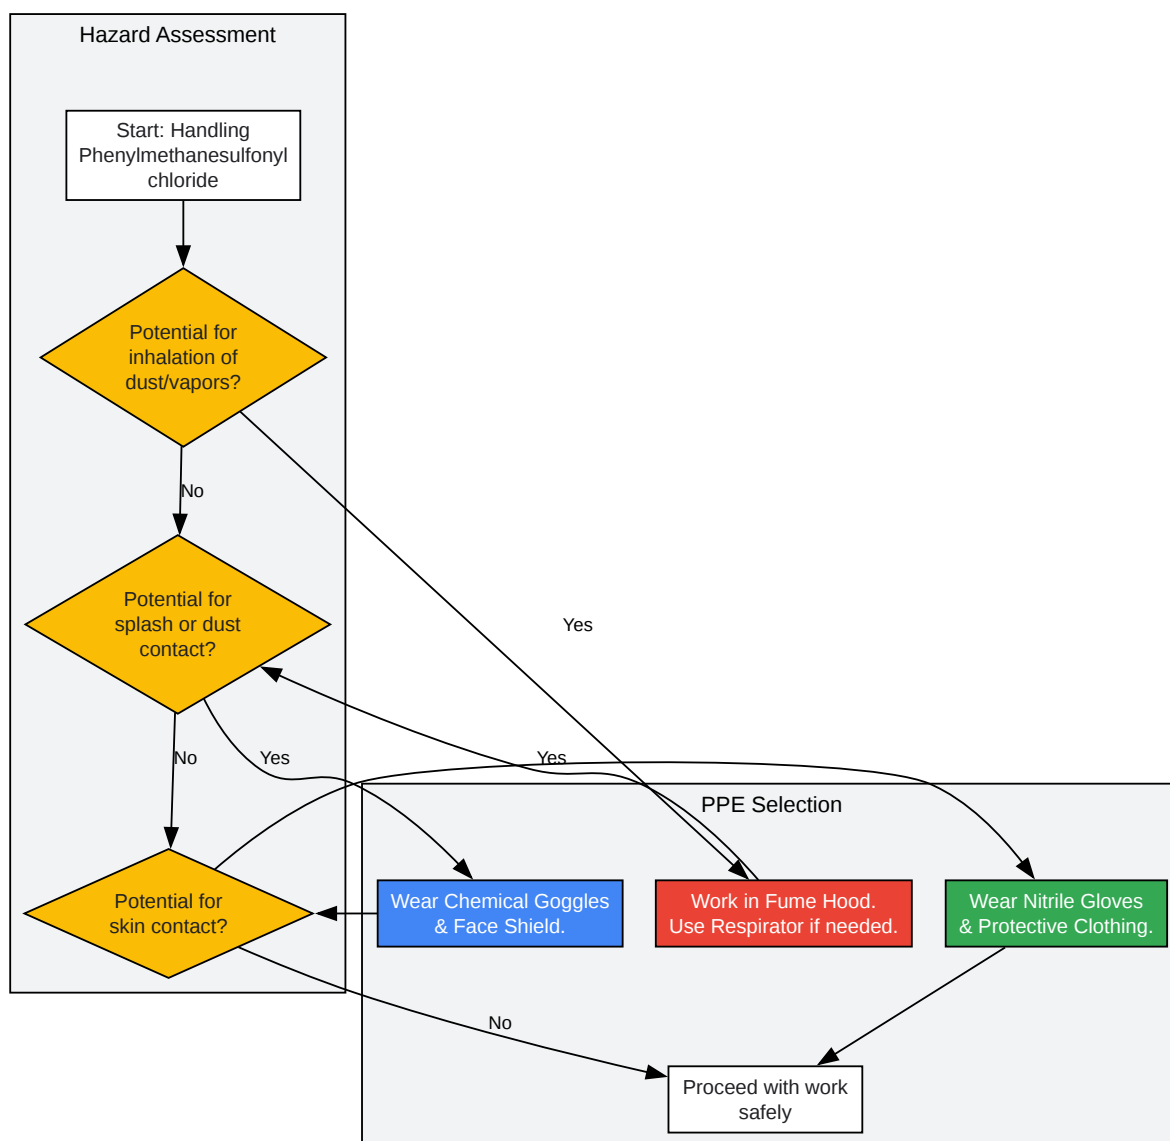 Hazard Assessment
Start: Handling
Phenylmethanesulfonyl
chloride
Potential for
inhalation of
dust/vapors?
No
Yes
Potential for
splash or dust
contact?
No
Yes
Yes
PPE Selection
Potential for
skin contact?
Wear Chemical Goggles
& Face Shield.
Work in Fume Hood.
Use Respirator if needed.
Wear Nitrile Gloves
& Protective Clothing.
No
Proceed with work
safely